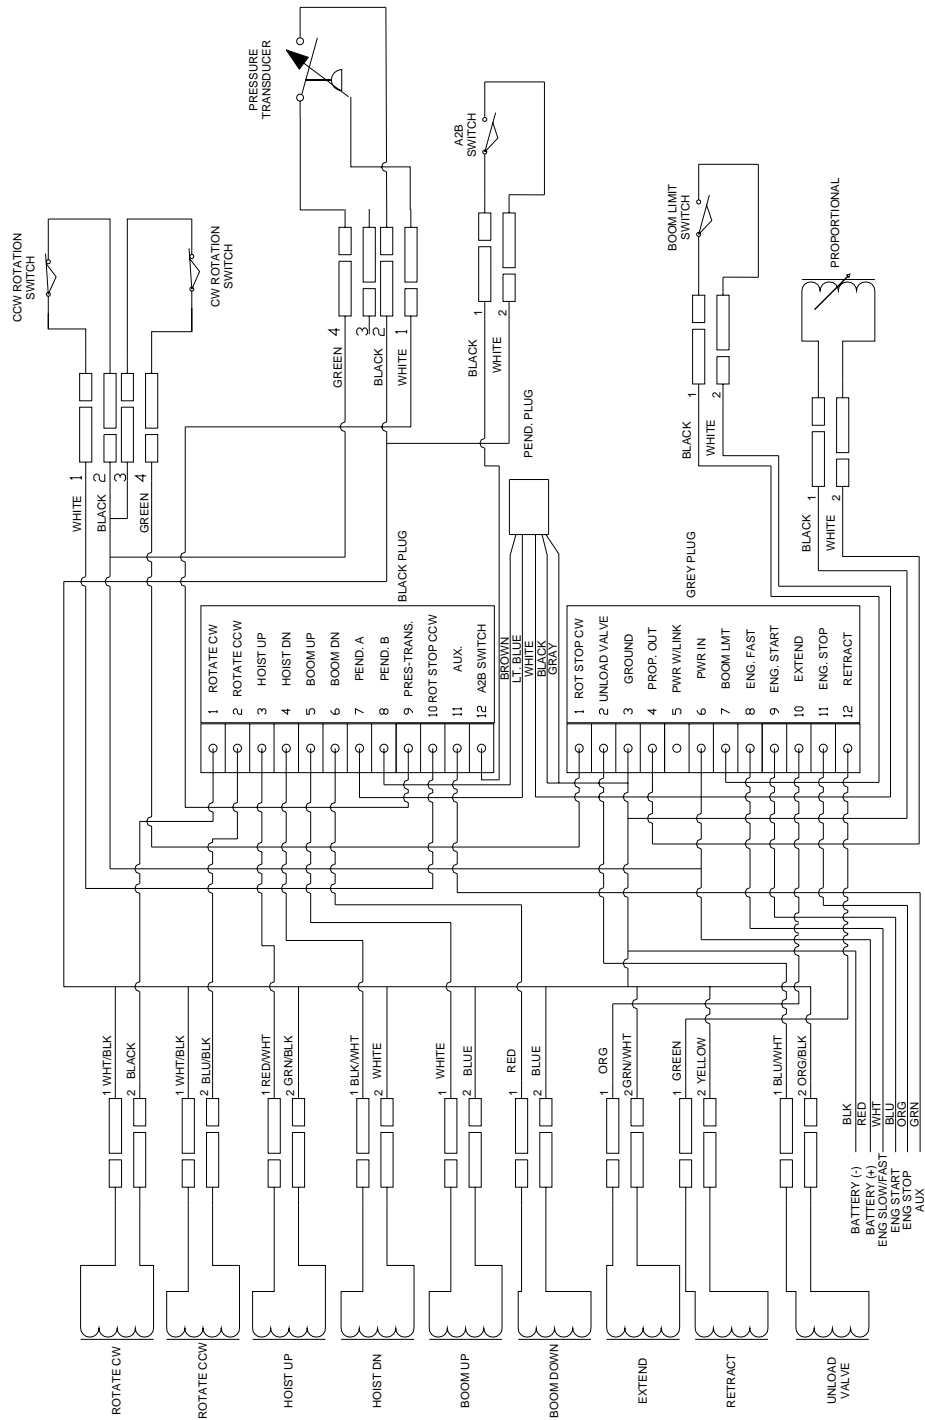 CCW ROTATION
SWITCH
WHITE 1
BLACK 2
3
GREEN 4
CW ROTATION
SWITCH
PRESSURE
TRANSDUCER
GREEN 4
3
BLACK 2
WHITE 1
A2B
SWITCH
BLACK 1
WHITE 2
BOOM LIMIT
SWITCH
BLACK 1
WHITE 2
PROPORTIONAL
BLACK 1
WHITE 2
PEND. PLUG
BROWN
LT. BLUE
WHITE
BLACK
GRAY
BLACK PLUG
1 ROTATE CW
2 ROTATE CCW
3 HOIST UP
4 HOIST DN
5 BOOM UP
6 BOOM DN
7 PEND. A
8 PEND. B
9 PRES-TRANS.
10 ROT STOP CCW
11 AUX.
12 A2B SWITCH
GREY PLUG
1 ROT STOP CW
2 UNLOAD VALVE
3 GROUND
4 PROP. OUT
5 PWR W/LINK
6 PWR IN
7 BOOM LMT
8 ENG. FAST
9 ENG. START
10 EXTEND
11 ENG. STOP
12 RETRACT
ROTATE CW
1 WHT/BLK
2 BLACK
ROTATE CCW
1 WHT/BLK
2 BLU/BLK
HOIST UP
1 RED/WHT
2 GRN/BLK
HOIST DN
1 BLK/WHT
2 WHITE
BOOM UP
1 WHITE
2 BLUE
BOOM DOWN
1 RED
2 BLUE
EXTEND
1 ORG
2 GRN/WHT
RETRACT
1 GREEN
2 YELLOW
UNLOAD
VALVE
1 BLU/WHT
2 ORG/BLK
BATTERY (-) BLK
BATTERY (+) RED
ENG SLOW/FAST WHT
ENG START BLU
ENG STOP ORG
AUX GRN